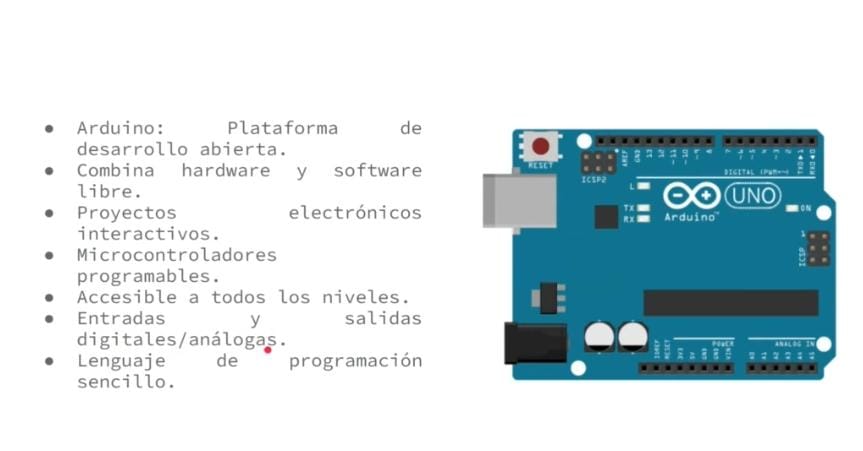 ● Arduino: Plataforma de
desarrollo abierta.
● Combina hardware y software
libre.
● Proyectos electrónicos
interactivos.
● Microcontroladores
programables.
● Accesible a todos los niveles.
● Entradas y salidas
digitales/análogas.
● Lenguaje de programación
sencillo.
RESET
ICSP2
AREF
GND
13
12
~11
~10
~9
8
7
~6
~5
4
~3
2
TX0►1
RX0◄0
DIGITAL (PWM~)
L
TX
RX
Arduino™
UNO
ON
ICSP
1
IOREF
RESET
3V3
5V
GND
GND
VIN
POWER
ANALOG IN
A0
A1
A2
A3
A4
A5